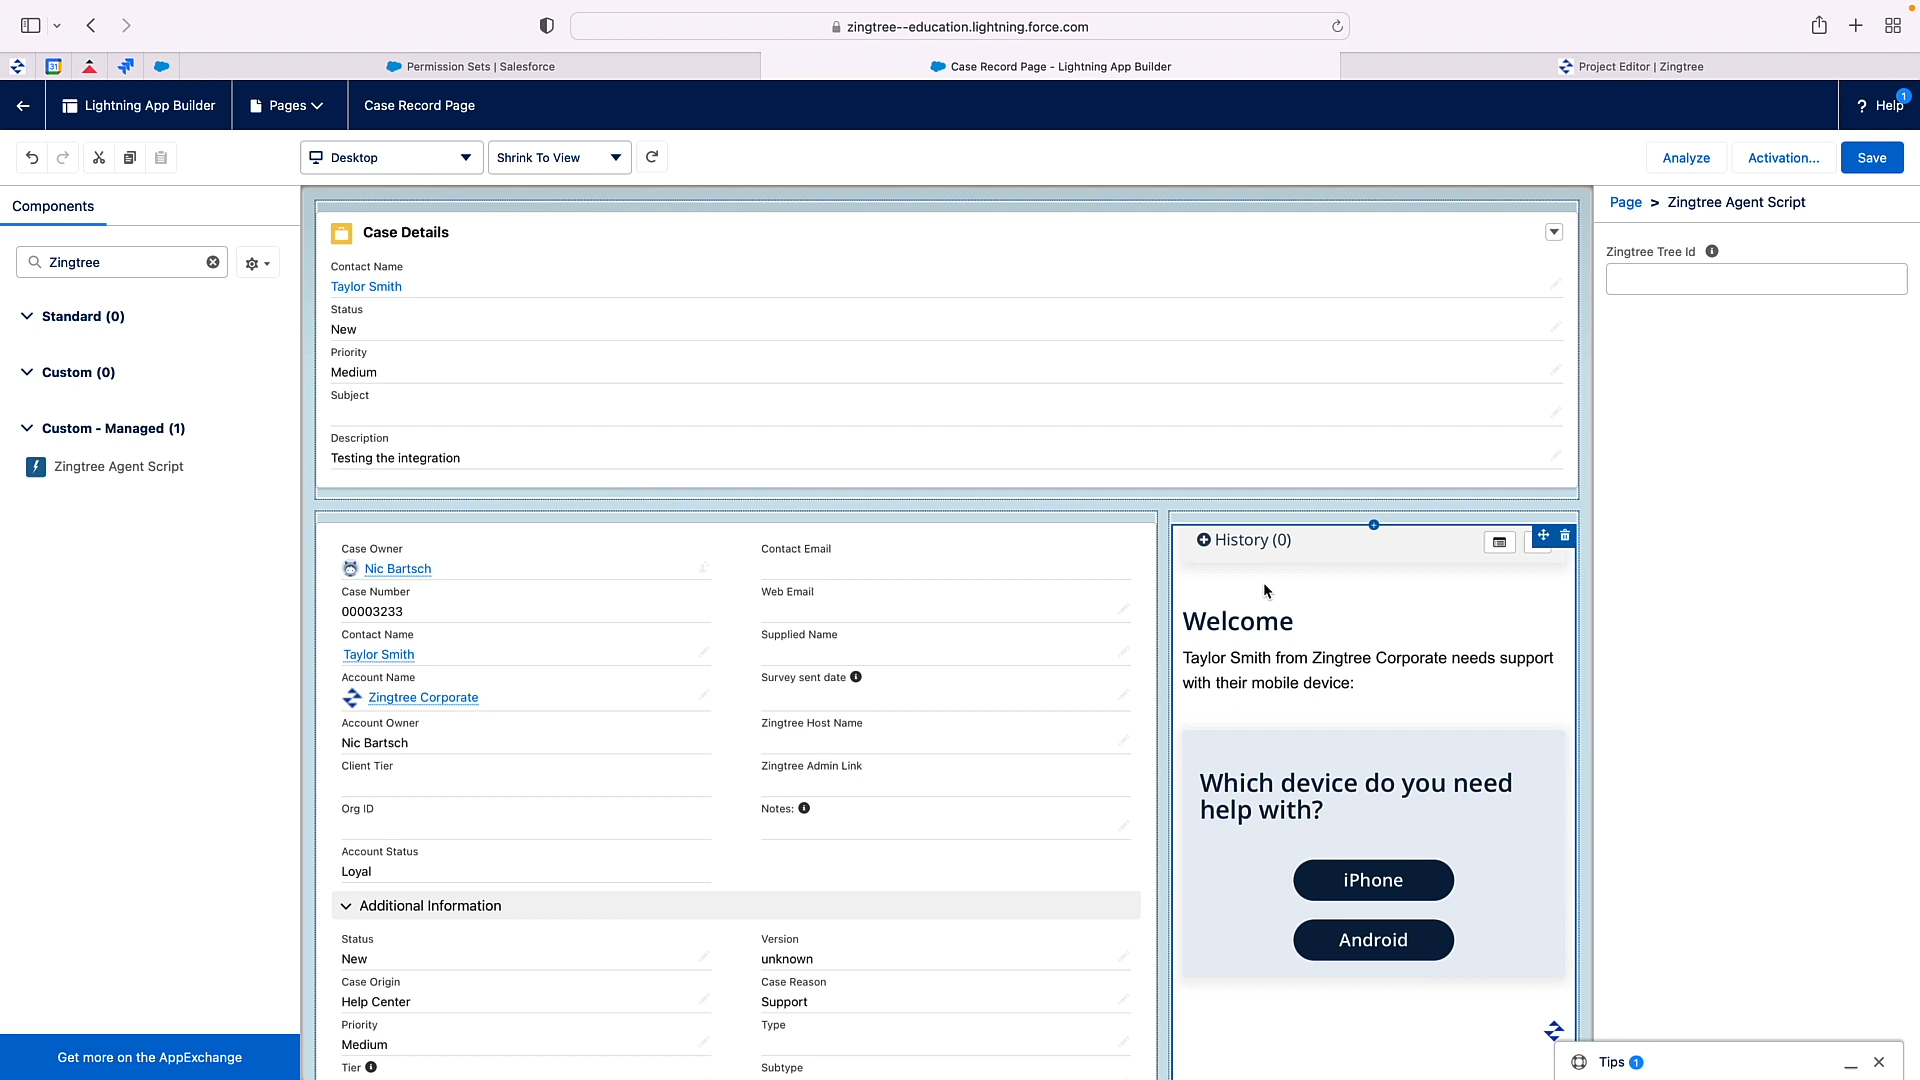 zingtree--education.lightning.force.com
31
Permission Sets | Salesforce
Case Record Page - Lightning App Builder
Project Editor | Zingtree
Lightning App Builder
Pages
Case Record Page
? Help
1
Desktop
Shrink To View
Analyze
Activation...
Save
Components
Zingtree
Standard (0)
Custom (0)
Custom - Managed (1)
Zingtree Agent Script
Get more on the AppExchange
Case Details
Contact Name
Taylor Smith
Status
New
Priority
Medium
Subject
Description
Testing the integration
Case Owner
Nic Bartsch
Case Number
00003233
Contact Name
Taylor Smith
Account Name
Zingtree Corporate
Account Owner
Nic Bartsch
Client Tier
Org ID
Account Status
Loyal
Contact Email
Web Email
Supplied Name
Survey sent date
Zingtree Host Name
Zingtree Admin Link
Notes:
Additional Information
Status
New
Case Origin
Help Center
Priority
Medium
Tier
Version
unknown
Case Reason
Support
Type
Subtype
History (0)
Welcome
Taylor Smith from Zingtree Corporate needs support
with their mobile device:
Which device do you need
help with?
iPhone
Android
Page > Zingtree Agent Script
Zingtree Tree Id
Tips 1